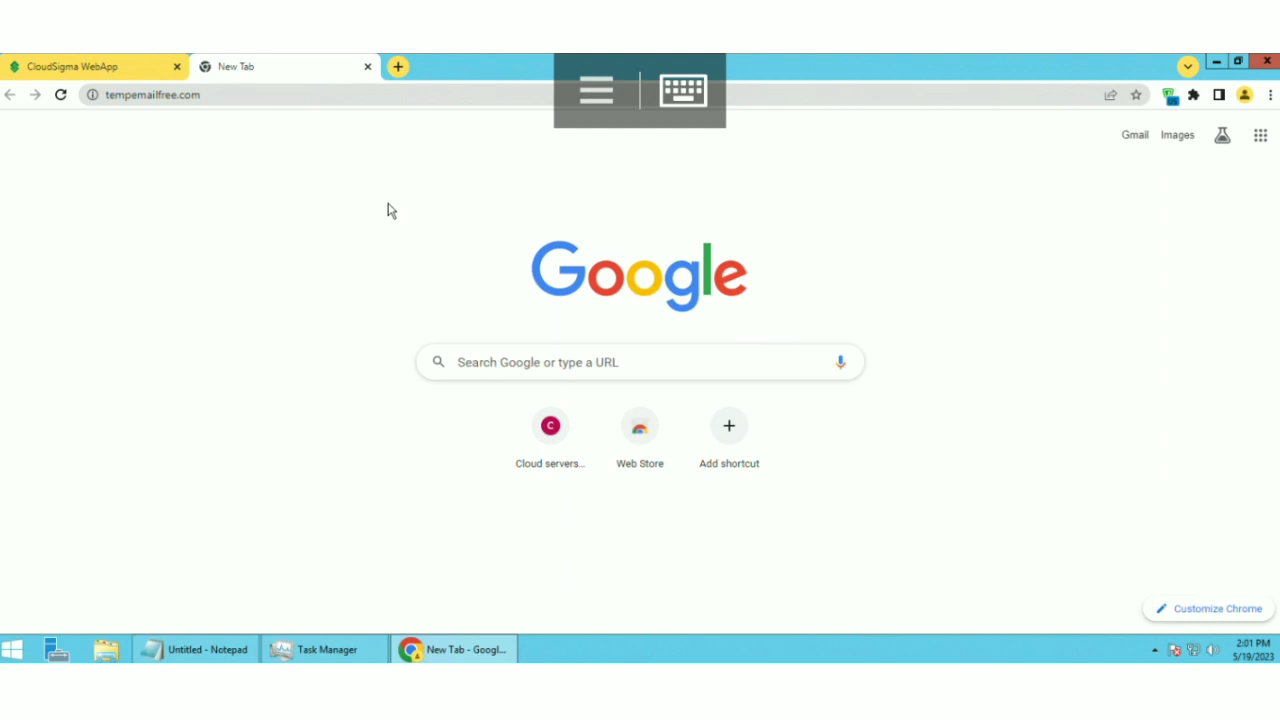 CloudSigma WebApp
New Tab
tempemailfree.com
US
Gmail Images
Google
Search Google or type a URL
C
Cloud servers...
Web Store
Add shortcut
Customize Chrome
Untitled - Notepad
Task Manager
New Tab - Googl...
2:01 PM
5/19/2023